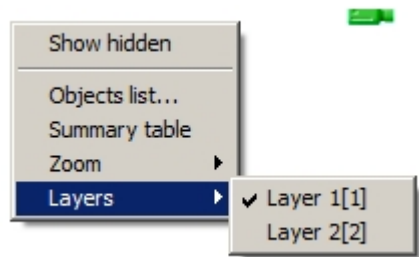 Show hidden
Objects list...
Summary table
Zoom
Layers
Layer 1[1]
Layer 2[2]